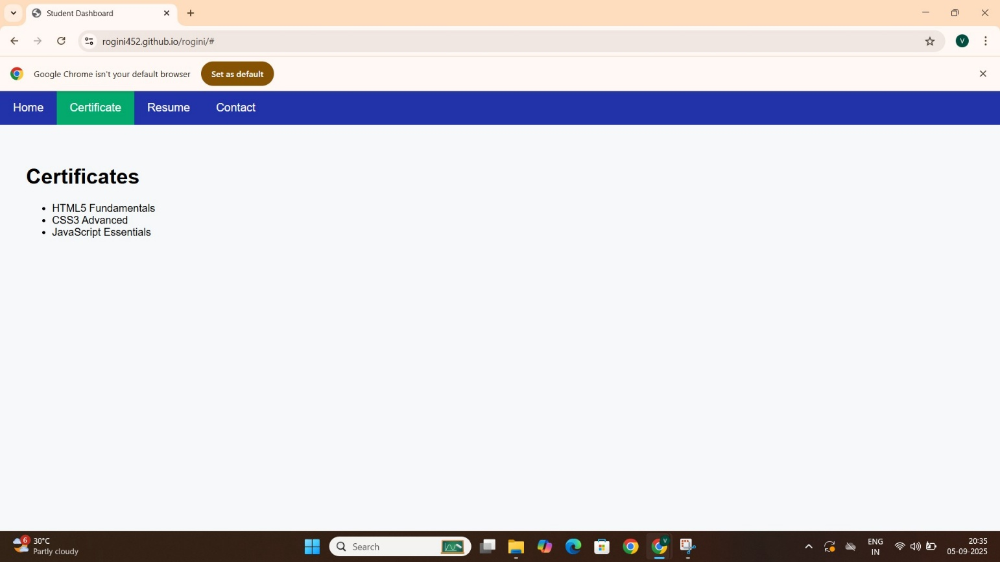 Student Dashboard
rogini452.github.io/rogini/#
V
Google Chrome isn't your default browser
Set as default
Home Certificate Resume Contact
Certificates
• HTML5 Fundamentals
• CSS3 Advanced
• JavaScript Essentials
6
30°C
Partly cloudy
Search
V
ENG
IN
20:35
05-09-2025